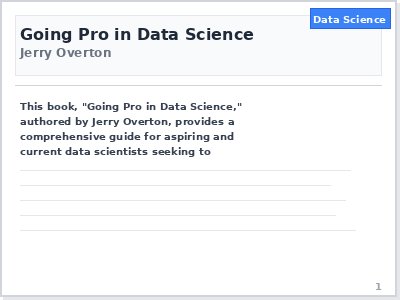 Data Science
Going Pro in Data Science
Jerry Overton
This book, "Going Pro in Data Science,"
authored by Jerry Overton, provides a
comprehensive guide for aspiring and
current data scientists seeking to
1